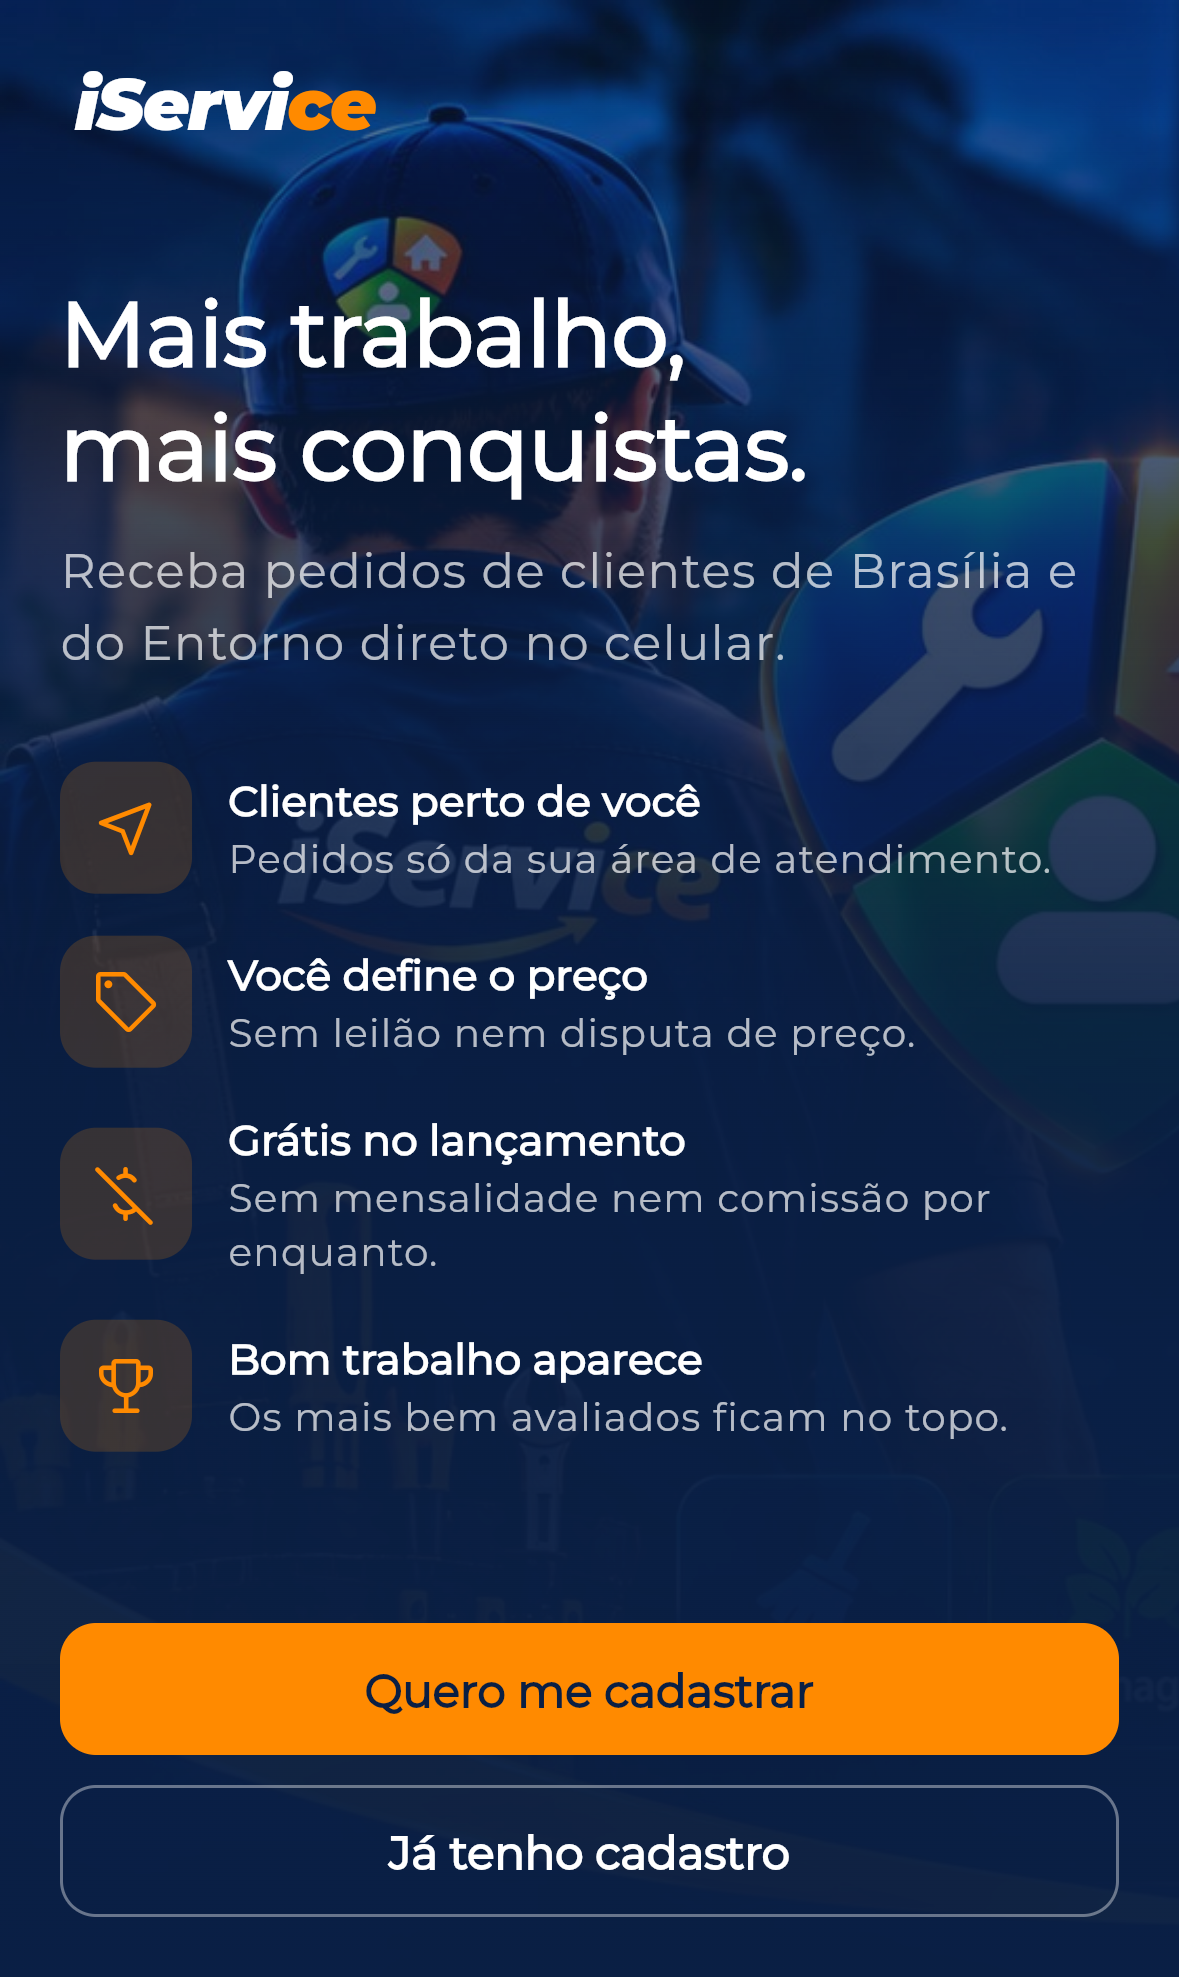 iService
Mais trabalho,
mais conquistas.
Receba pedidos de clientes de Brasília e
do Entorno direto no celular.
Clientes perto de você
Pedidos só da sua área de atendimento.
iService
Você define o preço
Sem leilão nem disputa de preço.
Grátis no lançamento
Sem mensalidade nem comissão por
enquanto.
Bom trabalho aparece
Os mais bem avaliados ficam no topo.
Quero me cadastrar
Já tenho cadastro